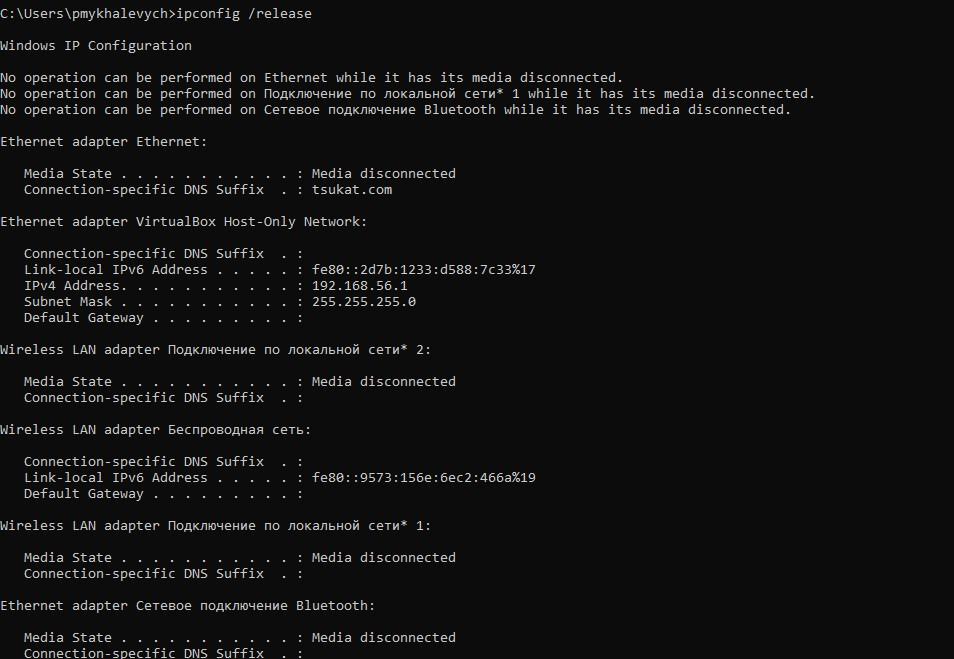 C:\Users\pmykhalevych>ipconfig /release
Windows IP Configuration
No operation can be performed on Ethernet while it has its media disconnected.
No operation can be performed on Подключение по локальной сети* 1 while it has its media disconnected.
No operation can be performed on Сетевое подключение Bluetooth while it has its media disconnected.
Ethernet adapter Ethernet:
Media State . . . . . . . . . . . : Media disconnected
Connection-specific DNS Suffix  . : tsukat.com
Ethernet adapter VirtualBox Host-Only Network:
Connection-specific DNS Suffix  . :
Link-local IPv6 Address . . . . . : fe80::2d7b:1233:d588:7c33%17
IPv4 Address. . . . . . . . . . . : 192.168.56.1
Subnet Mask . . . . . . . . . . . : 255.255.255.0
Default Gateway . . . . . . . . . :
Wireless LAN adapter Подключение по локальной сети* 2:
Media State . . . . . . . . . . . : Media disconnected
Connection-specific DNS Suffix  . :
Wireless LAN adapter Беспроводная сеть:
Connection-specific DNS Suffix  . :
Link-local IPv6 Address . . . . . : fe80::9573:156e:6ec2:466a%19
Default Gateway . . . . . . . . . :
Wireless LAN adapter Подключение по локальной сети* 1:
Media State . . . . . . . . . . . : Media disconnected
Connection-specific DNS Suffix  . :
Ethernet adapter Сетевое подключение Bluetooth:
Media State . . . . . . . . . . . : Media disconnected
Connection-specific DNS Suffix  . :